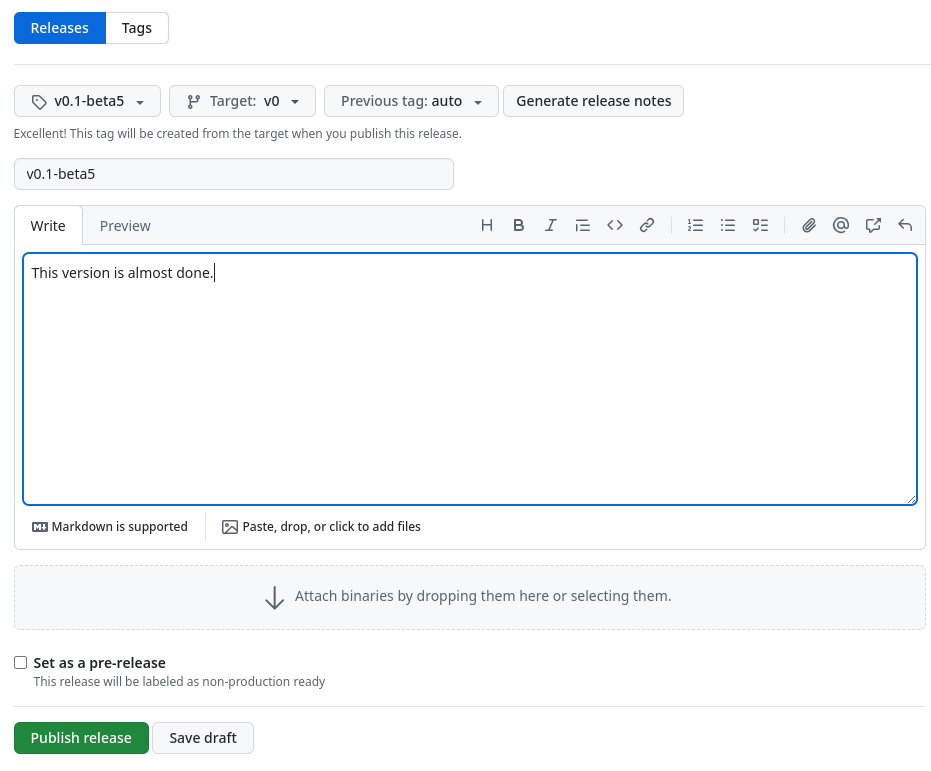 Releases Tags
v0.1-beta5 Target: v0 Previous tag: auto Generate release notes
Excellent! This tag will be created from the target when you publish this release.
v0.1-beta5
Write Preview
This version is almost done.
Markdown is supported Paste, drop, or click to add files
Attach binaries by dropping them here or selecting them.
Set as a pre-release
This release will be labeled as non-production ready
Publish release Save draft